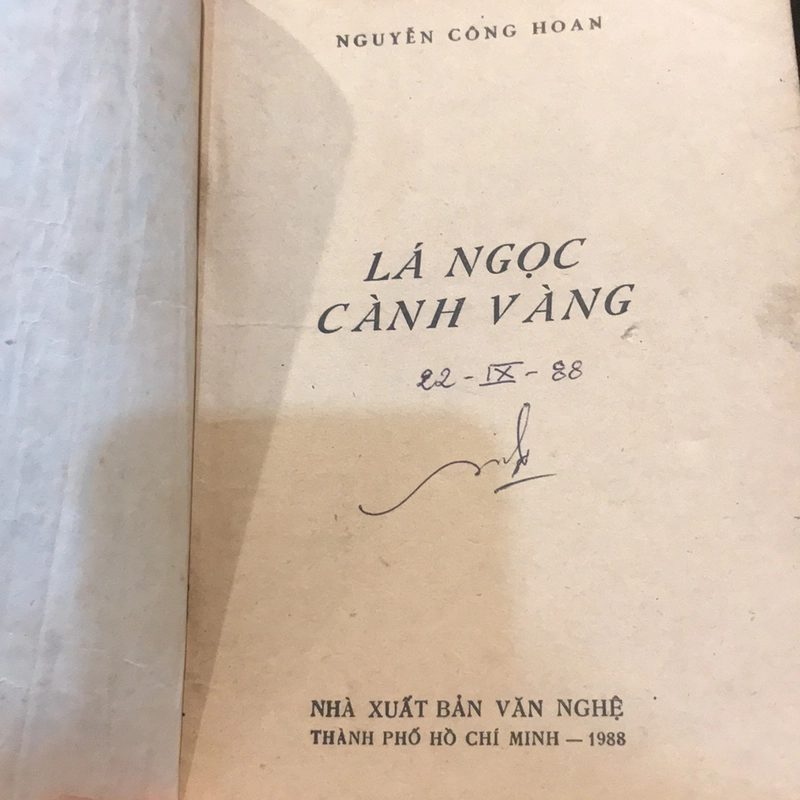 NGUYỄN CÔNG HOAN
LÁ NGỌC
CÀNH VÀNG
22-IX-88
NHÀ XUẤT BẢN VĂN NGHỆ
THÀNH PHỐ HỒ CHÍ MINH — 1988